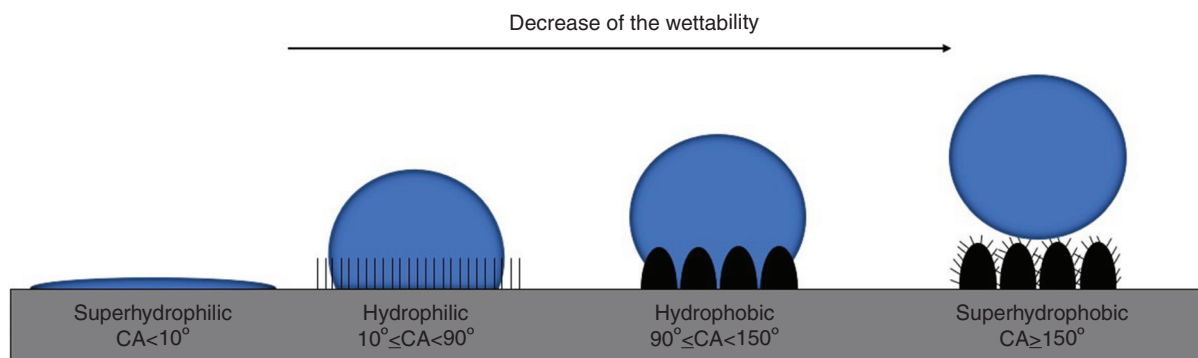 Decrease of the wettability
Superhydrophilic
CA<10°
Hydrophilic
10°≤CA<90°
Hydrophobic
90°≤CA<150°
Superhydrophobic
CA≥150°